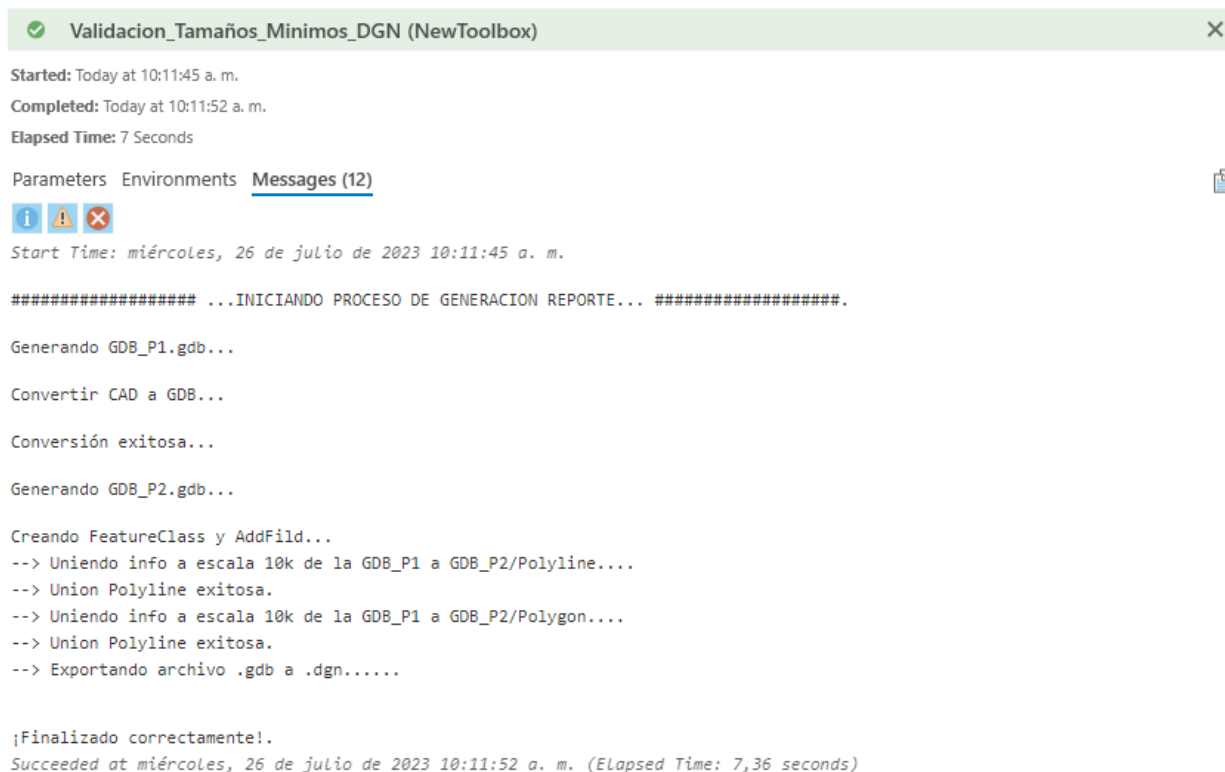 Validacion_Tamaños_Minimos_DGN (NewToolbox)
Started: Today at 10:11:45 a. m.
Completed: Today at 10:11:52 a. m.
Elapsed Time: 7 Seconds
Parameters Environments Messages (12)
Start Time: miércoles, 26 de julio de 2023 10:11:45 a. m.
################### ...INICIANDO PROCESO DE GENERACION REPORTE... ###################.
Generando GDB_P1.gdb...
Convertir CAD a GDB...
Conversión exitosa...
Generando GDB_P2.gdb...
Creando FeatureClass y AddFild...
--> Uniendo info a escala 10k de la GDB_P1 a GDB_P2/Polyline....
--> Union Polyline exitosa.
--> Uniendo info a escala 10k de la GDB_P1 a GDB_P2/Polygon....
--> Union Polyline exitosa.
--> Exportando archivo .gdb a .dgn......
¡Finalizado correctamente!.
Succeeded at miércoles, 26 de julio de 2023 10:11:52 a. m. (Elapsed Time: 7,36 seconds)